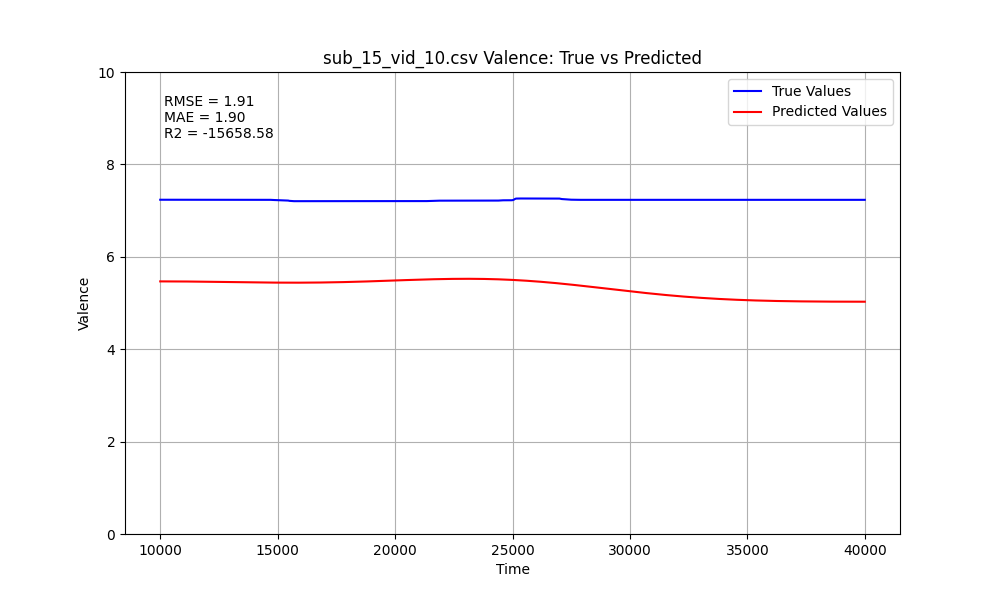 sub_15_vid_10.csv Valence: True vs Predicted
RMSE = 1.91
MAE = 1.90
R2 = -15658.58
True Values
Predicted Values
Valence
10
8
6
4
2
0
10000 15000 20000 25000 30000 35000 40000
Time